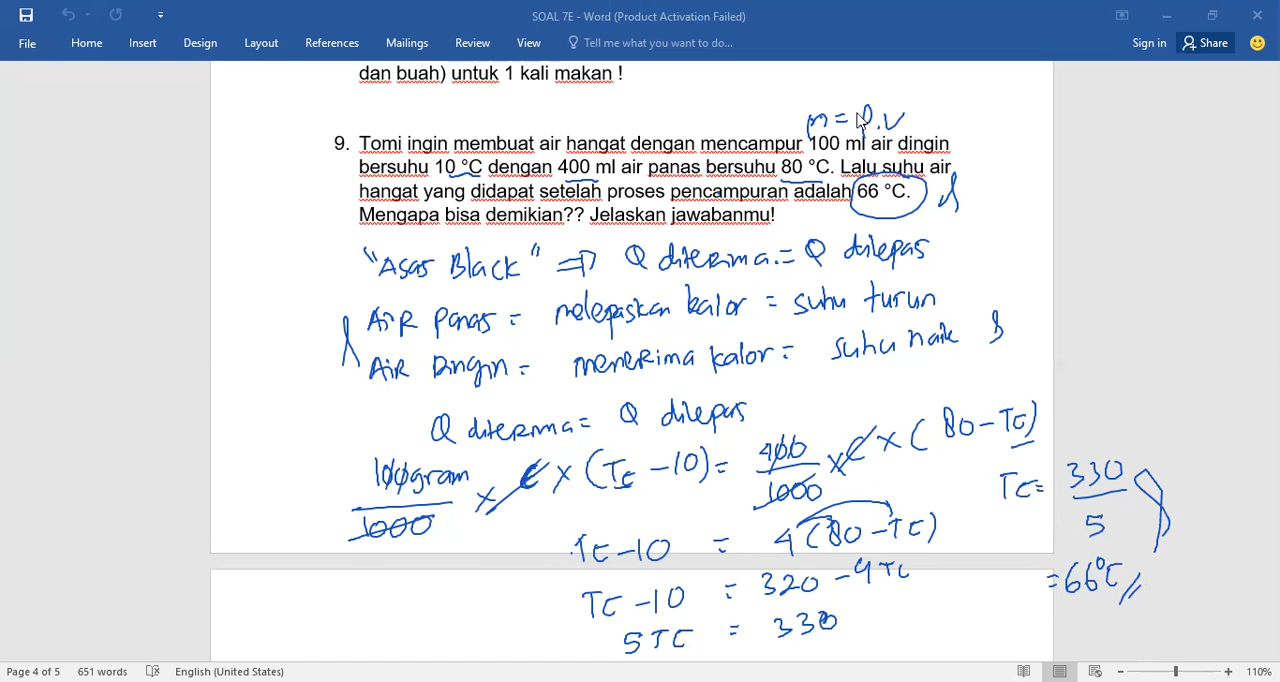 SOAL 7E - Word (Product Activation Failed)
File Home Insert Design Layout References Mailings Review View Tell me what you want to do... Sign in Share
dan buah) untuk 1 kali makan !
m = ρ.V
9. Tomi ingin membuat air hangat dengan mencampur 100 ml air dingin
bersuhu 10 °C dengan 400 ml air panas bersuhu 80 °C. Lalu suhu air
hangat yang didapat setelah proses pencampuran adalah 66 °C.
Mengapa bisa demikian?? Jelaskan jawabanmu!
"Asas Black" ⇒ Q diterima = Q dilepas
Air panas = melepaskan kalor = suhu turun
Air Dingin = menerima kalor = suhu naik
Q diterima = Q dilepas
100gram/1000 × c × (Tc - 10) = 400/1000 × c × (80 - Tc)
Tc - 10 = 4(80 - Tc)
Tc - 10 = 320 - 4Tc
5Tc = 330
Tc = 330/5
= 66°C //
Page 4 of 5 651 words English (United States) 110%